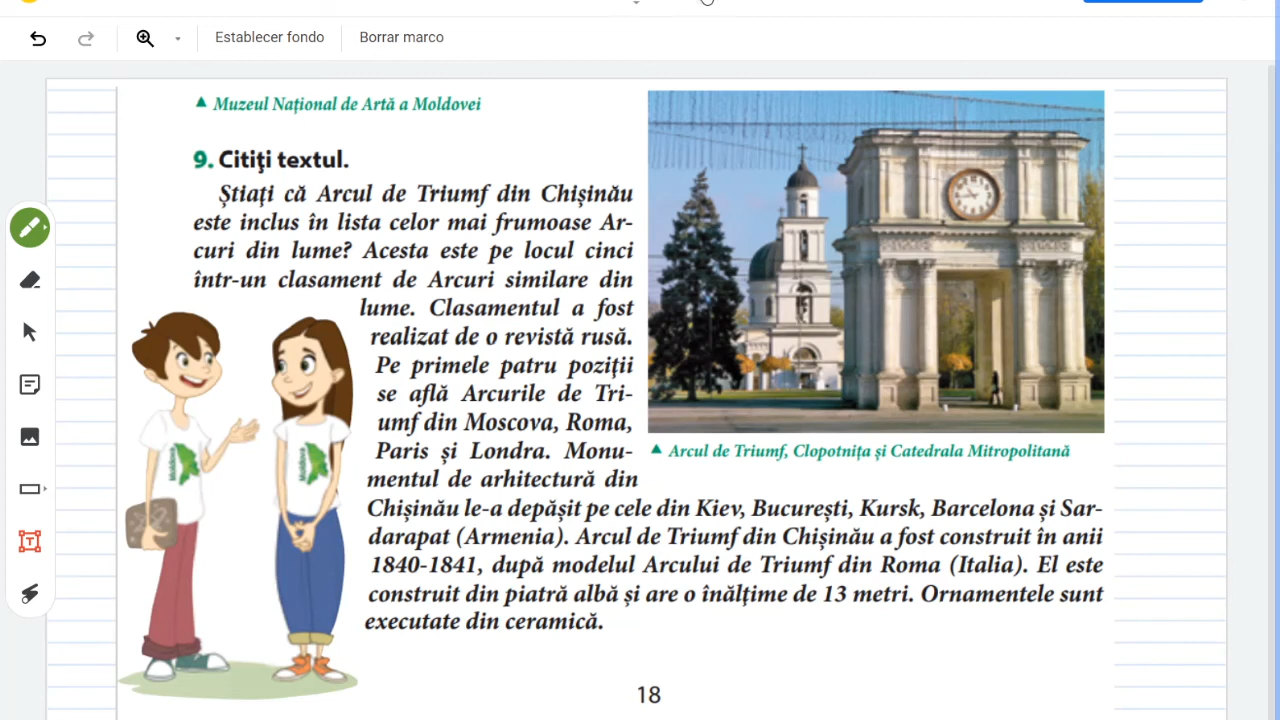 Establecer fondo
Borrar marco
▲ Muzeul Național de Artă a Moldovei
9. Citiţi textul.
Știați că Arcul de Triumf din Chișinău
este inclus în lista celor mai frumoase Ar-
curi din lume? Acesta este pe locul cinci
într-un clasament de Arcuri similare din
lume. Clasamentul a fost
realizat de o revistă rusă.
Pe primele patru poziții
se află Arcurile de Tri-
umf din Moscova, Roma,
Paris și Londra. Monu-
mentul de arhitectură din
Chișinău le-a depășit pe cele din Kiev, București, Kursk, Barcelona și Sar-
darapat (Armenia). Arcul de Triumf din Chișinău a fost construit în anii
1840-1841, după modelul Arcului de Triumf din Roma (Italia). El este
construit din piatră albă și are o înălțime de 13 metri. Ornamentele sunt
executate din ceramică.
▲ Arcul de Triumf, Clopotnița și Catedrala Mitropolitană
Moldova
Moldova
18